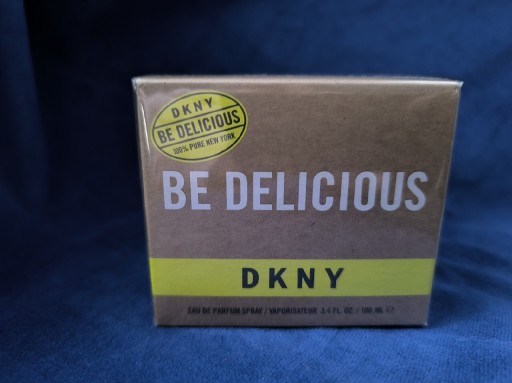 DKNY
BE DELICIOUS
100% PURE NEW YORK
BE DELICIOUS
DKNY
EAU DE PARFUM SPRAY / VAPORISATEUR 3.4 FL. OZ. / 100 ML ℮